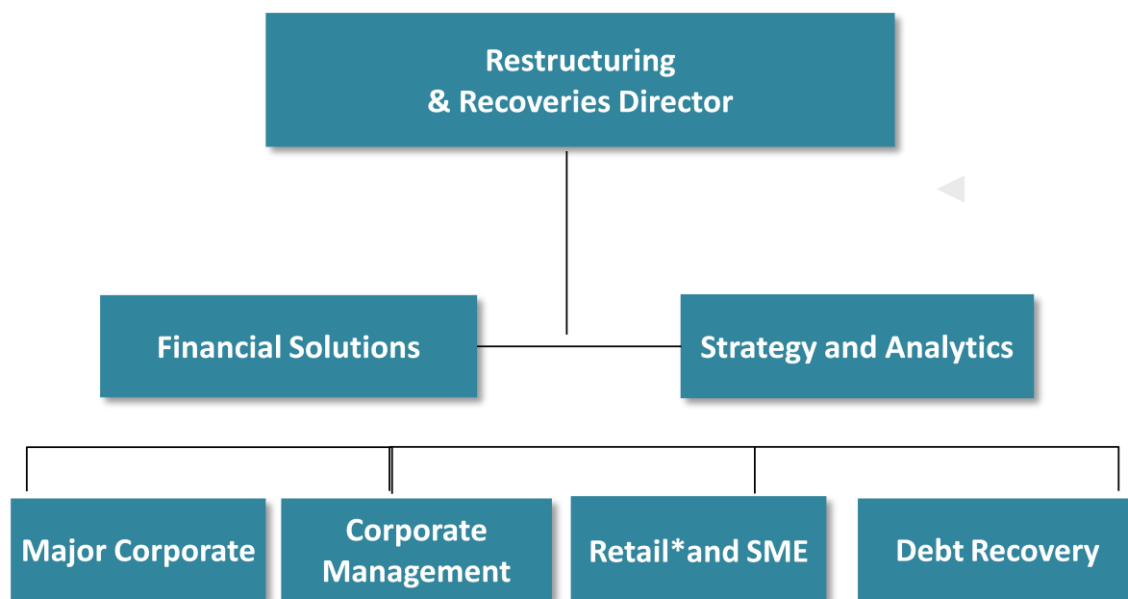 Restructuring
& Recoveries Director
Financial Solutions
Strategy and Analytics
Major Corporate
Corporate
Management
Retail*and SME
Debt Recovery